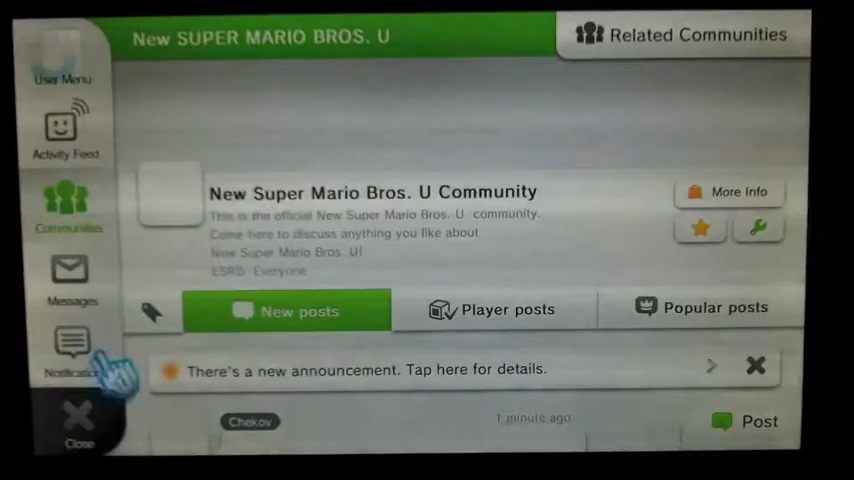 New SUPER MARIO BROS. U
Related Communities
User Menu
Activity Feed
Communities
Messages
Notifications
Close
New Super Mario Bros. U Community
This is the official New Super Mario Bros. U community.
Come here to discuss anything you like about
New Super Mario Bros. U!
ESRB: Everyone
More Info
New posts
Player posts
Popular posts
There's a new announcement. Tap here for details.
Chekov
1 minute ago
Post